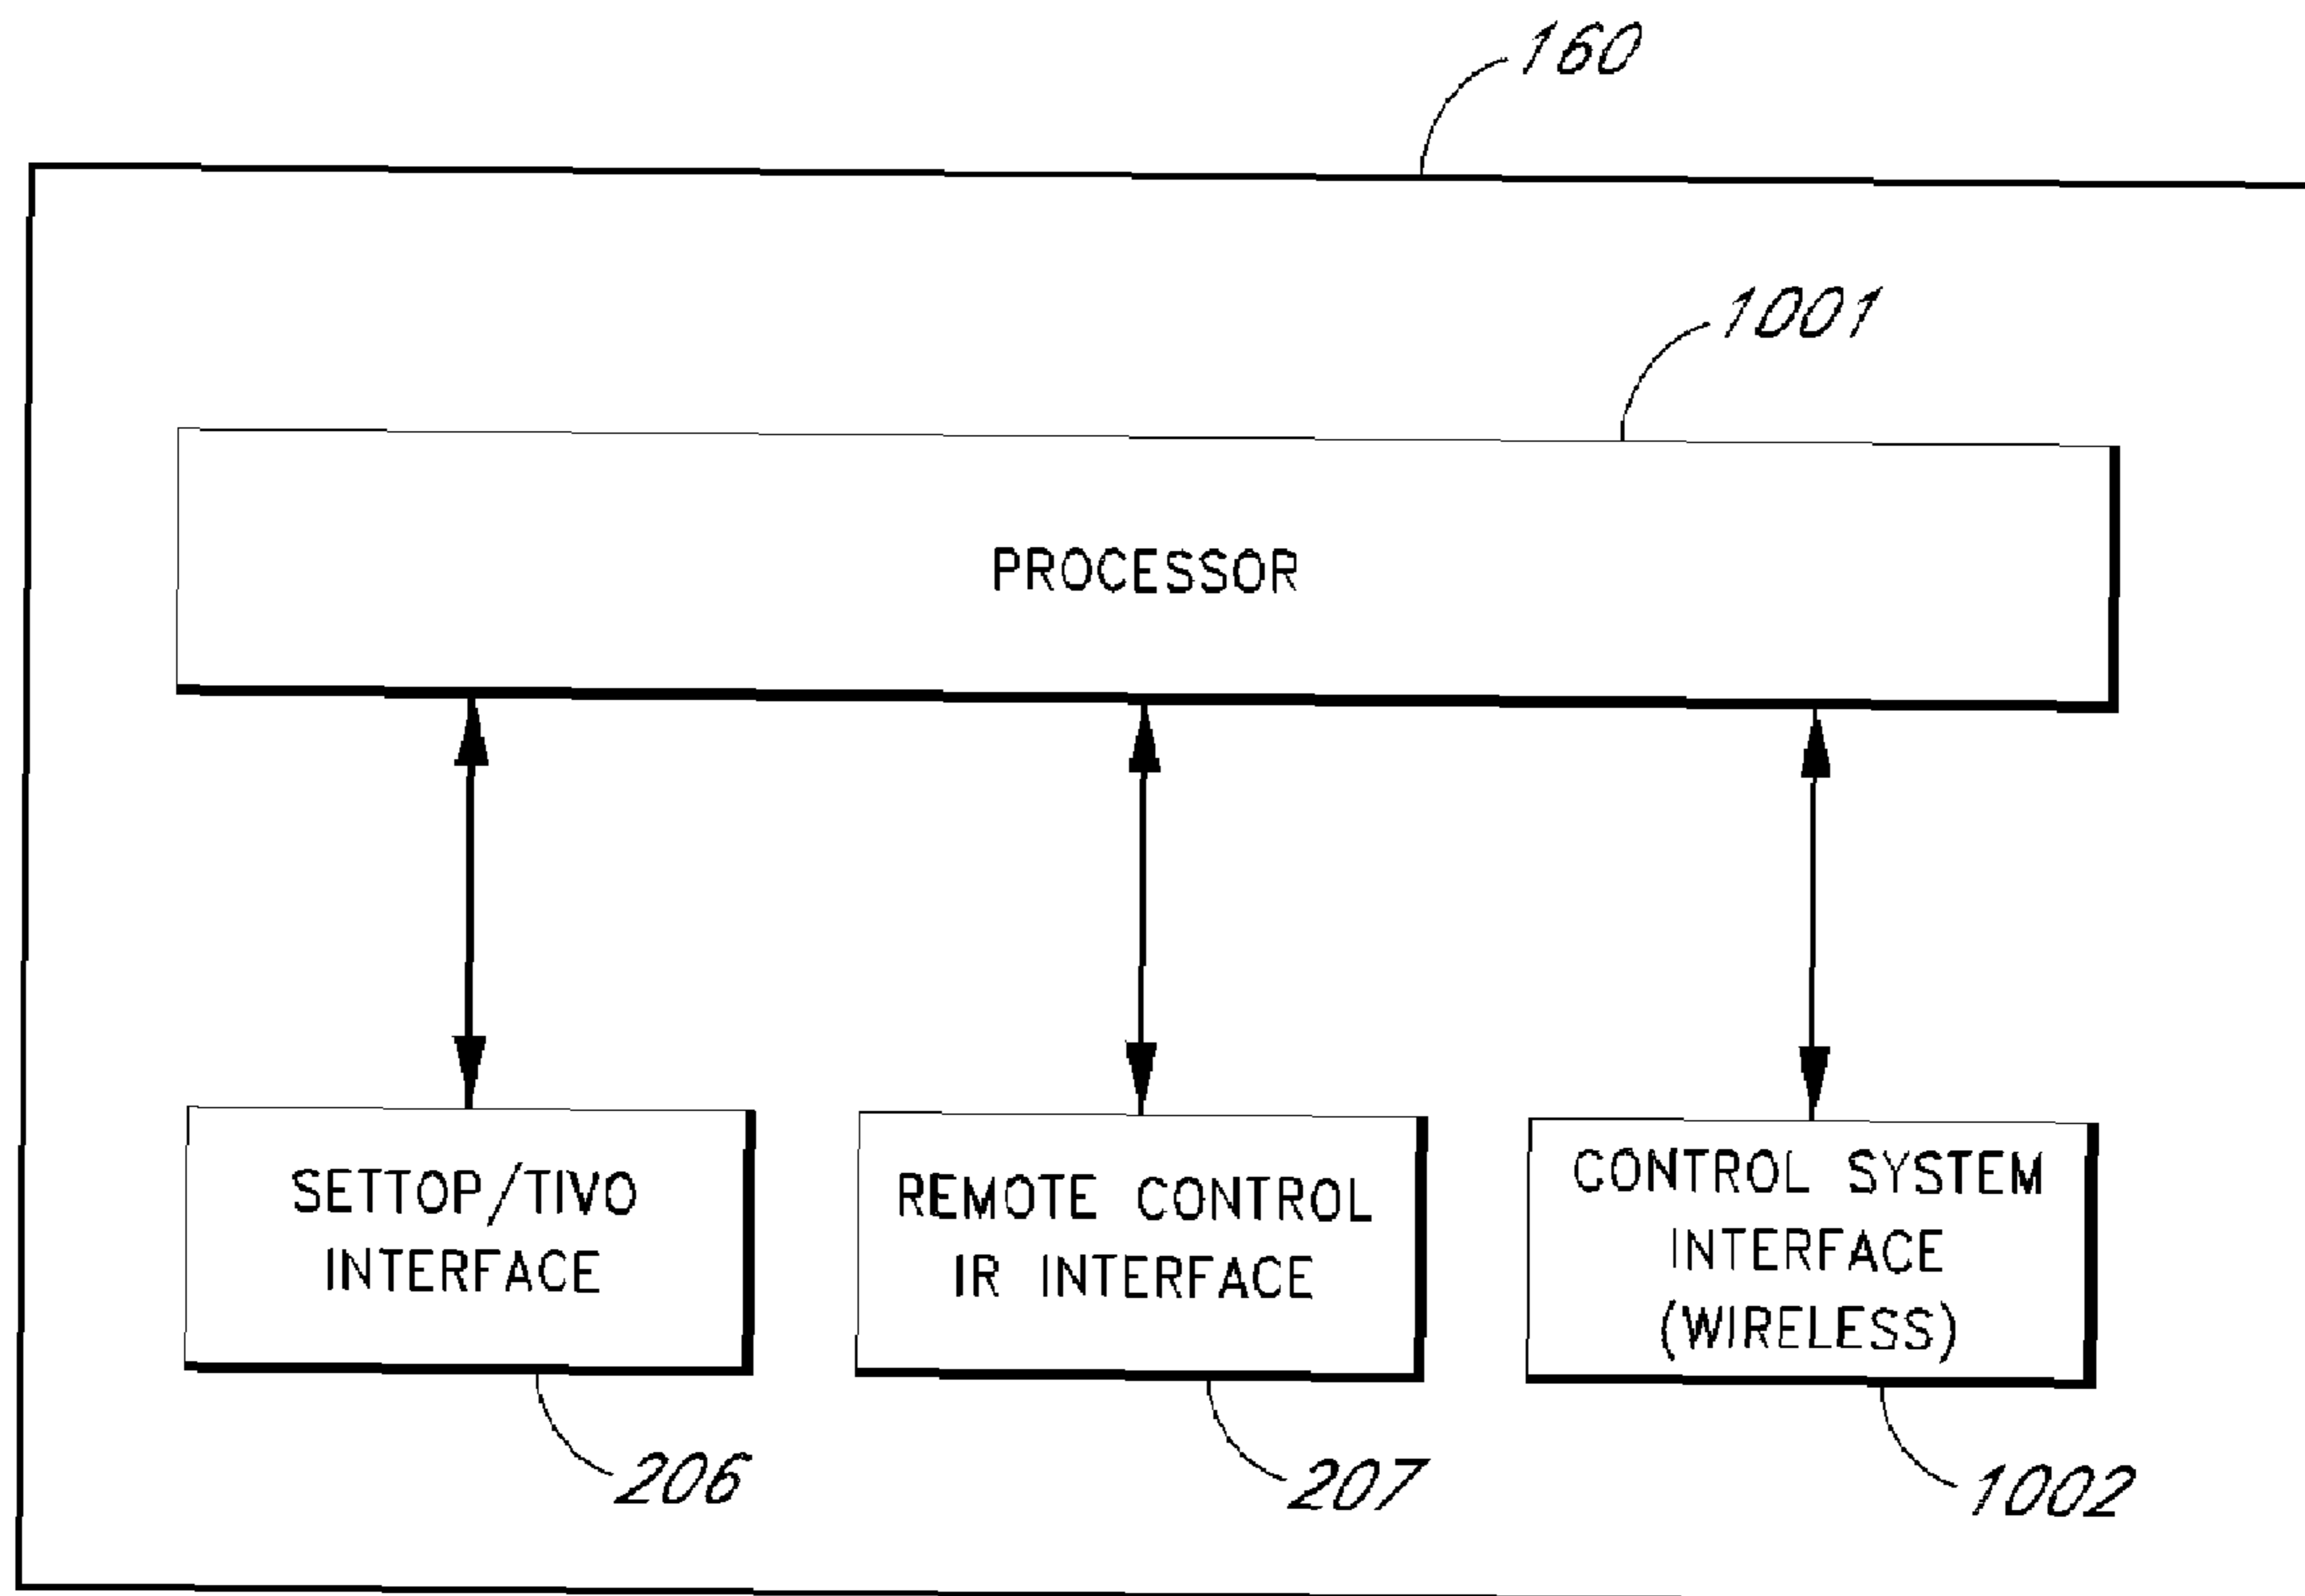 160
1001
PROCESSOR
SETTOP/TIVO
INTERFACE
REMOTE CONTROL
IR INTERFACE
CONTROL SYSTEM
INTERFACE
(WIRELESS)
206
207
1002